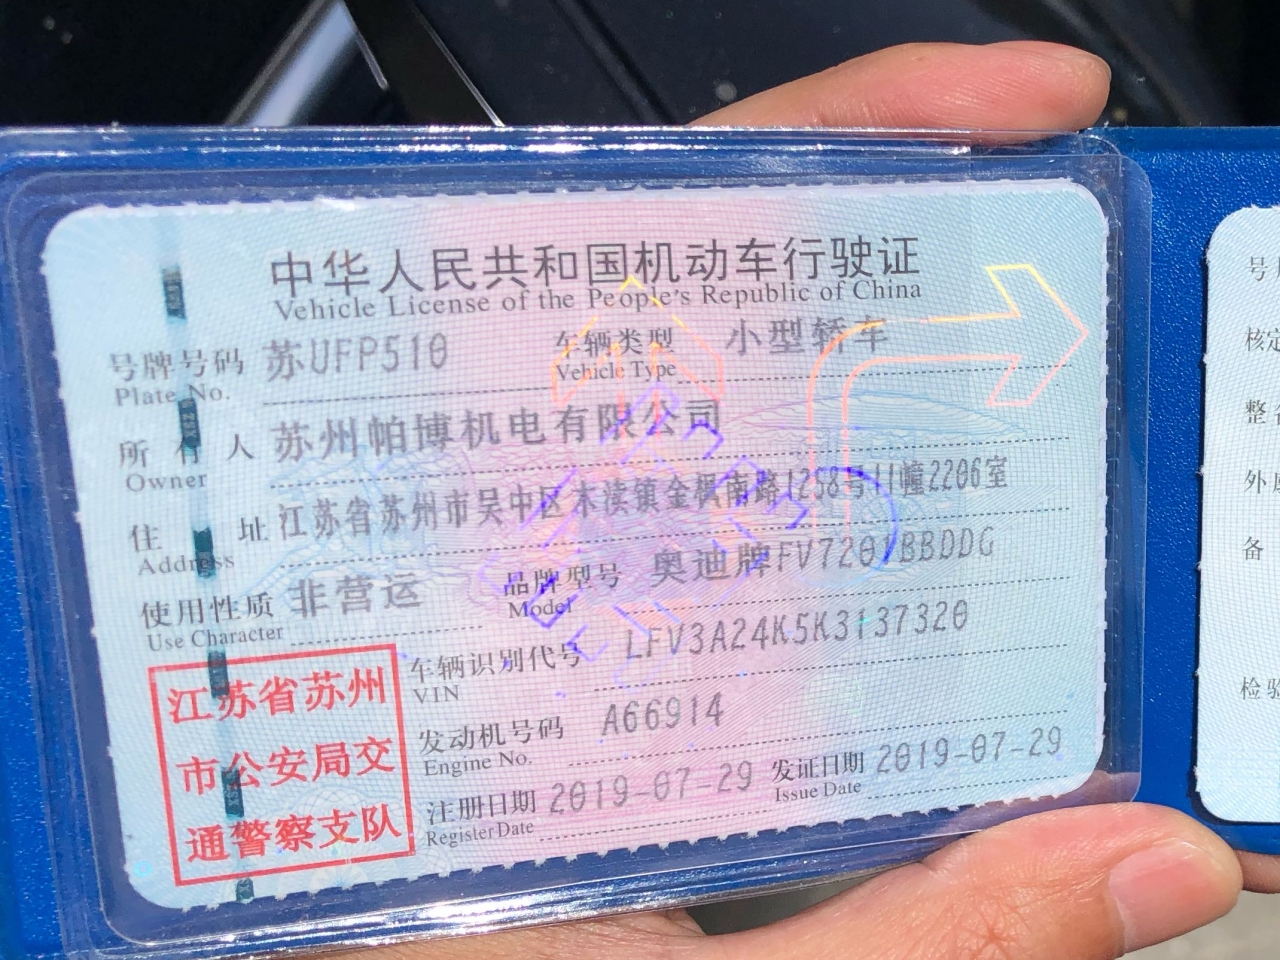 中华人民共和国机动车行驶证
Vehicle License of the People's Republic of China
号牌号码 苏UFP510 车辆类型 小型轿车
Plate No. Vehicle Type
所有人 苏州帕博机电有限公司
Owner
住址 江苏省苏州市吴中区木渎镇金枫南路1258号11幢2206室
Address
使用性质 非营运 品牌型号 奥迪牌FV7201BBDDG
Use Character Model
车辆识别代号 LFV3A24K5K3137320
VIN
发动机号码 A66914
Engine No.
注册日期 2019-07-29 发证日期 2019-07-29
Register Date Issue Date
江苏省苏州
市公安局交
通警察支队
号
核定
整备
外
备
检验